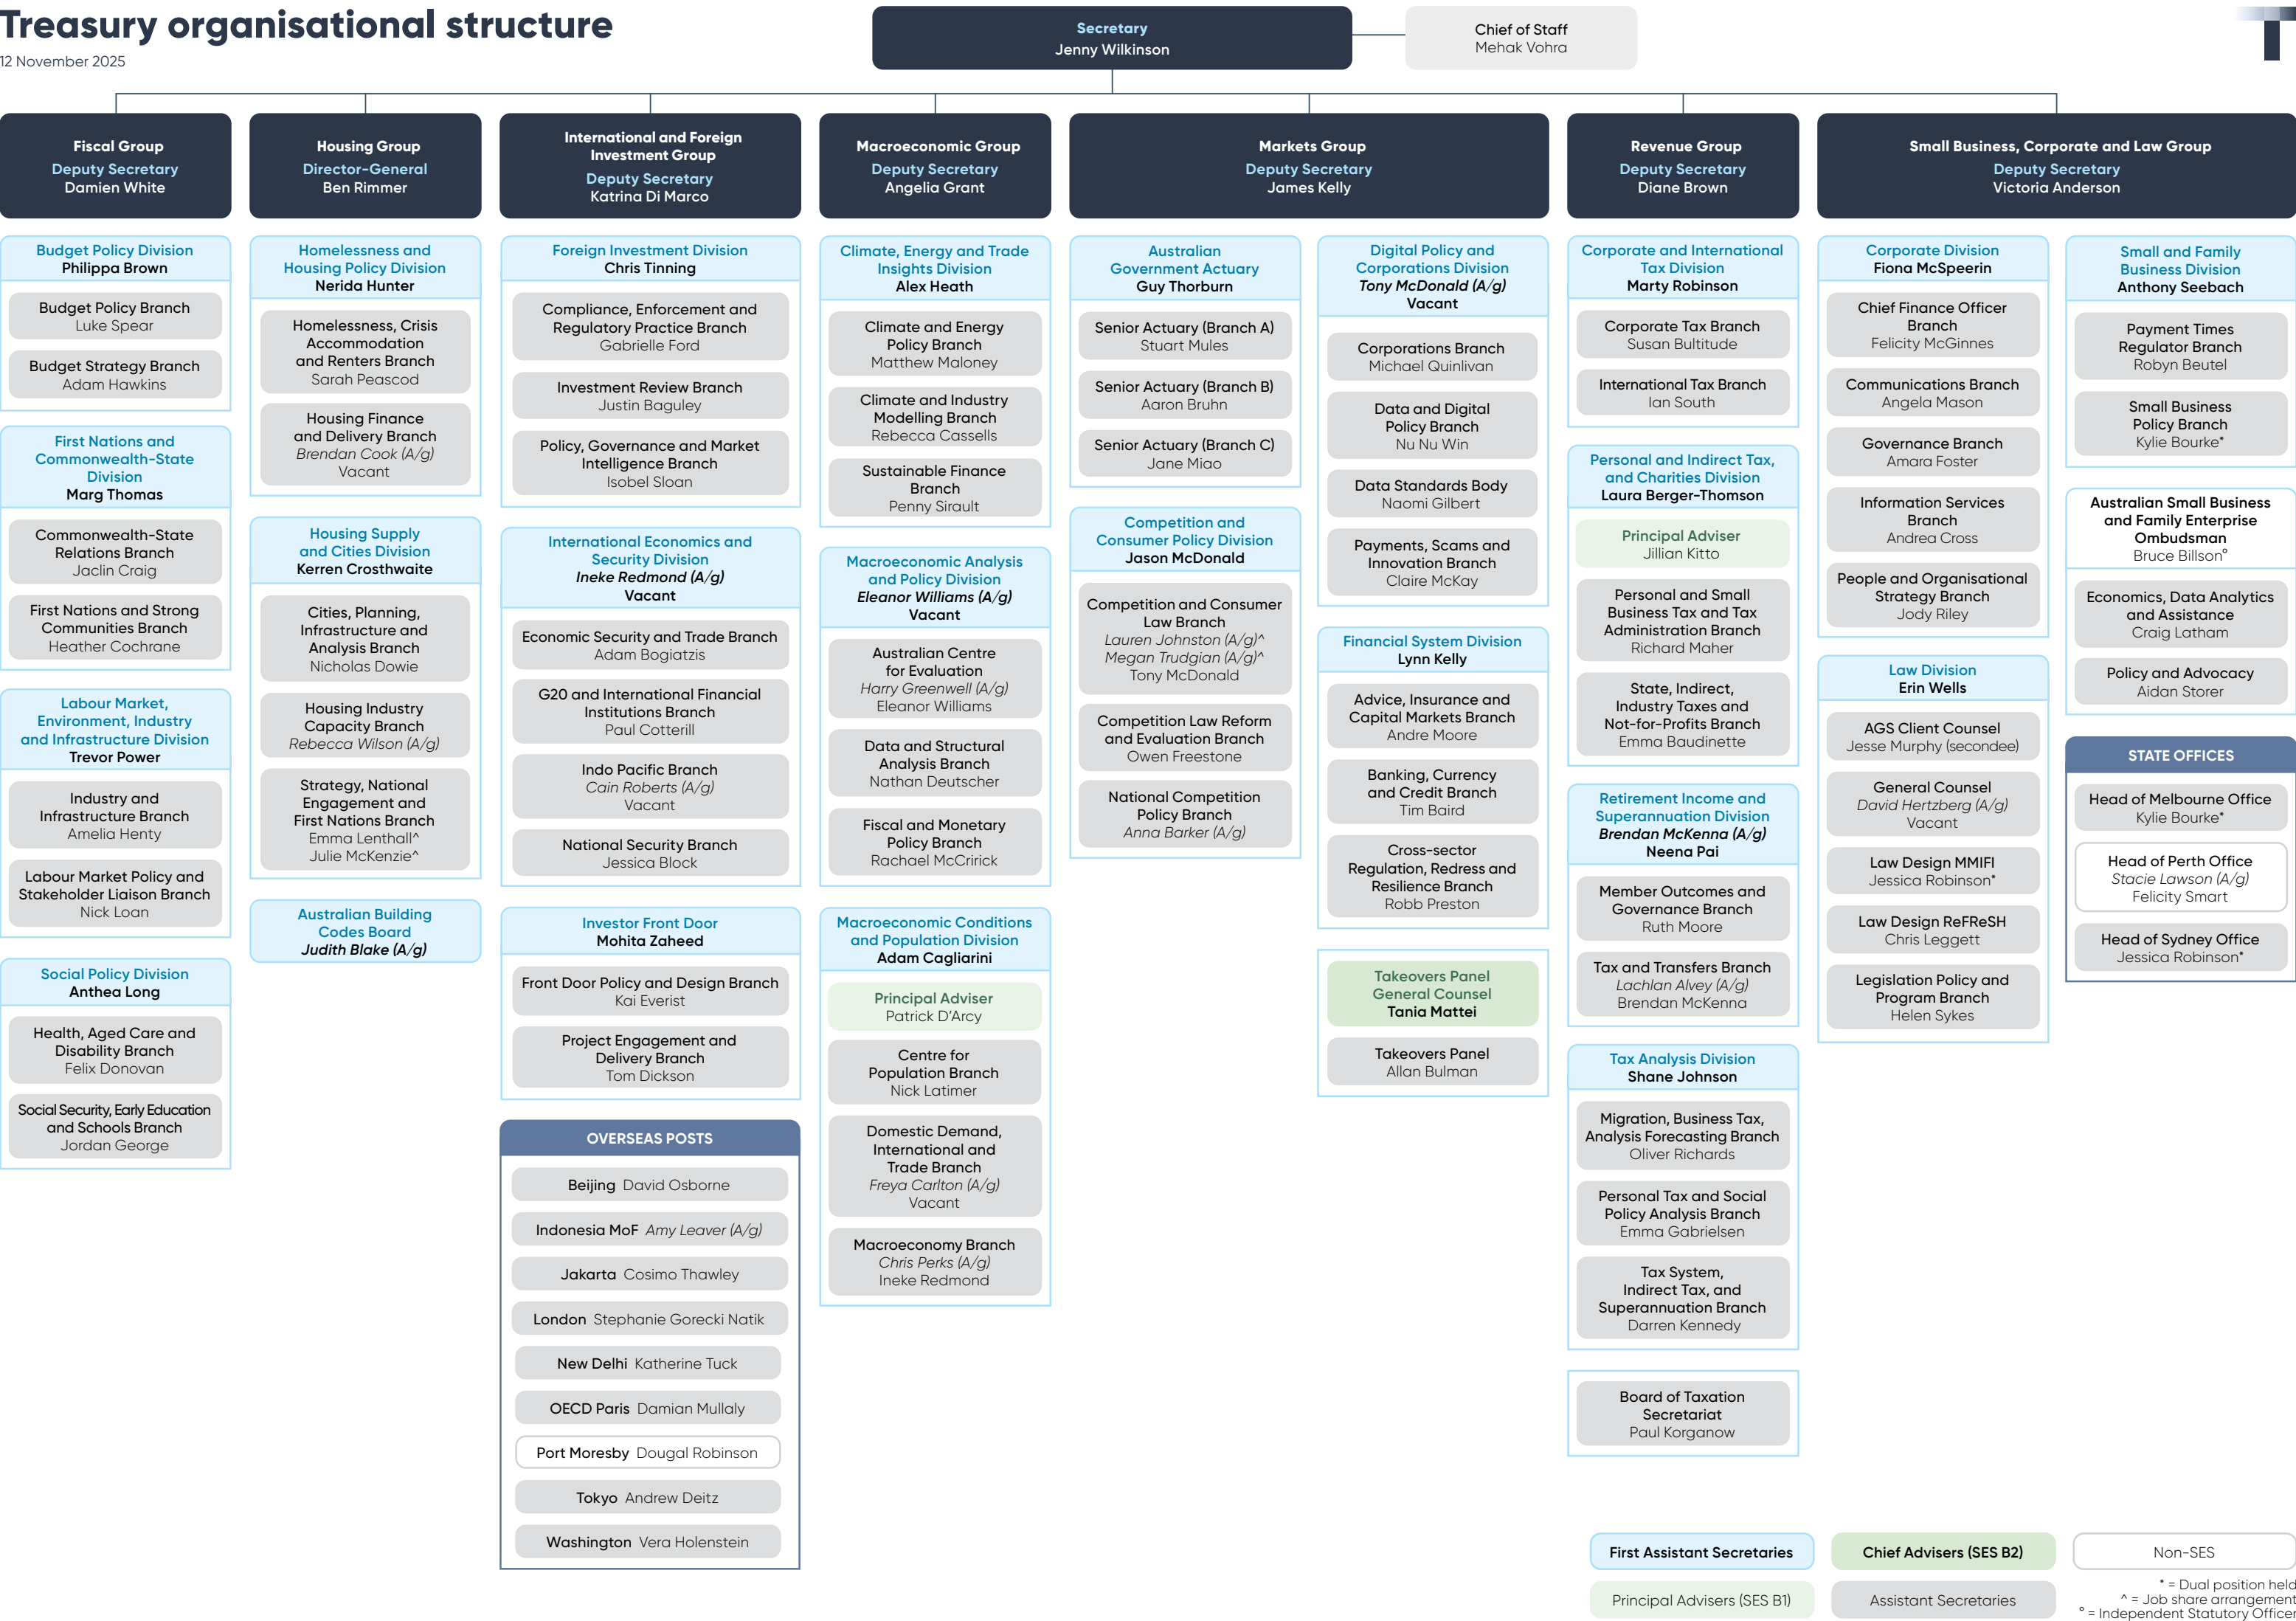 Treasury organisational structure
12 November 2025
Secretary
Jenny Wilkinson
Chief of Staff
Mehak Vohra
Fiscal Group
Deputy Secretary
Damien White
Budget Policy Division
Philippa Brown
Budget Policy Branch
Luke Spear
Budget Strategy Branch
Adam Hawkins
First Nations and
Commonwealth-State
Division
Marg Thomas
Commonwealth-State
Relations Branch
Jaclin Craig
First Nations and Strong
Communities Branch
Heather Cochrane
Labour Market,
Environment, Industry
and Infrastructure Division
Trevor Power
Industry and
Infrastructure Branch
Amelia Henty
Labour Market Policy and
Stakeholder Liaison Branch
Nick Loan
Social Policy Division
Anthea Long
Health, Aged Care and
Disability Branch
Felix Donovan
Social Security, Early Education
and Schools Branch
Jordan George
Housing Group
Director-General
Ben Rimmer
Homelessness and
Housing Policy Division
Nerida Hunter
Homelessness, Crisis
Accommodation
and Renters Branch
Sarah Peascod
Housing Finance
and Delivery Branch
Brendan Cook (A/g)
Vacant
Housing Supply
and Cities Division
Kerren Crosthwaite
Cities, Planning,
Infrastructure and
Analysis Branch
Nicholas Dowie
Housing Industry
Capacity Branch
Rebecca Wilson (A/g)
Strategy, National
Engagement and
First Nations Branch
Emma Lenthall^
Julie McKenzie^
Australian Building
Codes Board
Judith Blake (A/g)
International and Foreign
Investment Group
Deputy Secretary
Katrina Di Marco
Foreign Investment Division
Chris Tinning
Compliance, Enforcement and
Regulatory Practice Branch
Gabrielle Ford
Investment Review Branch
Justin Baguley
Policy, Governance and Market
Intelligence Branch
Isobel Sloan
International Economics and
Security Division
Ineke Redmond (A/g)
Vacant
Economic Security and Trade Branch
Adam Bogiatzis
G20 and International Financial
Institutions Branch
Paul Cotterill
Indo Pacific Branch
Cain Roberts (A/g)
Vacant
National Security Branch
Jessica Block
Investor Front Door
Mohita Zaheed
Front Door Policy and Design Branch
Kai Everist
Project Engagement and
Delivery Branch
Tom Dickson
OVERSEAS POSTS
Beijing David Osborne
Indonesia MoF Amy Leaver (A/g)
Jakarta Cosimo Thawley
London Stephanie Gorecki Natik
New Delhi Katherine Tuck
OECD Paris Damian Mullaly
Port Moresby Dougal Robinson
Tokyo Andrew Deitz
Washington Vera Holenstein
Macroeconomic Group
Deputy Secretary
Angelia Grant
Climate, Energy and Trade
Insights Division
Alex Heath
Climate and Energy
Policy Branch
Matthew Maloney
Climate and Industry
Modelling Branch
Rebecca Cassells
Sustainable Finance
Branch
Penny Sirault
Macroeconomic Analysis
and Policy Division
Eleanor Williams (A/g)
Vacant
Australian Centre
for Evaluation
Harry Greenwell (A/g)
Eleanor Williams
Data and Structural
Analysis Branch
Nathan Deutscher
Fiscal and Monetary
Policy Branch
Rachael McCririck
Macroeconomic Conditions
and Population Division
Adam Cagliarini
Principal Adviser
Patrick D’Arcy
Centre for
Population Branch
Nick Latimer
Domestic Demand,
International and
Trade Branch
Freya Carlton (A/g)
Vacant
Macroeconomy Branch
Chris Perks (A/g)
Ineke Redmond
Markets Group
Deputy Secretary
James Kelly
Australian
Government Actuary
Guy Thorburn
Senior Actuary (Branch A)
Stuart Mules
Senior Actuary (Branch B)
Aaron Bruhn
Senior Actuary (Branch C)
Jane Miao
Competition and
Consumer Policy Division
Jason McDonald
Competition and Consumer
Law Branch
Lauren Johnston (A/g)^
Megan Trudgian (A/g)^
Tony McDonald
Competition Law Reform
and Evaluation Branch
Owen Freestone
National Competition
Policy Branch
Anna Barker (A/g)
Digital Policy and
Corporations Division
Tony McDonald (A/g)
Vacant
Corporations Branch
Michael Quinlivan
Data and Digital
Policy Branch
Nu Nu Win
Data Standards Body
Naomi Gilbert
Payments, Scams and
Innovation Branch
Claire McKay
Financial System Division
Lynn Kelly
Advice, Insurance and
Capital Markets Branch
Andre Moore
Banking, Currency
and Credit Branch
Tim Baird
Cross-sector
Regulation, Redress and
Resilience Branch
Robb Preston
Takeovers Panel
General Counsel
Tania Mattei
Takeovers Panel
Allan Bulman
Revenue Group
Deputy Secretary
Diane Brown
Corporate and International
Tax Division
Marty Robinson
Corporate Tax Branch
Susan Bultitude
International Tax Branch
Ian South
Personal and Indirect Tax,
and Charities Division
Laura Berger-Thomson
Principal Adviser
Jillian Kitto
Personal and Small
Business Tax and Tax
Administration Branch
Richard Maher
State, Indirect,
Industry Taxes and
Not-for-Profits Branch
Emma Baudinette
Retirement Income and
Superannuation Division
Brendan McKenna (A/g)
Neena Pai
Member Outcomes and
Governance Branch
Ruth Moore
Tax and Transfers Branch
Lachlan Alvey (A/g)
Brendan McKenna
Tax Analysis Division
Shane Johnson
Migration, Business Tax,
Analysis Forecasting Branch
Oliver Richards
Personal Tax and Social
Policy Analysis Branch
Emma Gabrielsen
Tax System,
Indirect Tax, and
Superannuation Branch
Darren Kennedy
Board of Taxation
Secretariat
Paul Korganow
Small Business, Corporate and Law Group
Deputy Secretary
Victoria Anderson
Corporate Division
Fiona McSpeerin
Chief Finance Officer
Branch
Felicity McGinnes
Communications Branch
Angela Mason
Governance Branch
Amara Foster
Information Services
Branch
Andrea Cross
People and Organisational
Strategy Branch
Jody Riley
Law Division
Erin Wells
AGS Client Counsel
Jesse Murphy (secondee)
General Counsel
David Hertzberg (A/g)
Vacant
Law Design MMIFI
Jessica Robinson*
Law Design ReFReSH
Chris Leggett
Legislation Policy and
Program Branch
Helen Sykes
Small and Family
Business Division
Anthony Seebach
Payment Times
Regulator Branch
Robyn Beutel
Small Business
Policy Branch
Kylie Bourke*
Australian Small Business
and Family Enterprise
Ombudsman
Bruce Billson°
Economics, Data Analytics
and Assistance
Craig Latham
Policy and Advocacy
Aidan Storer
STATE OFFICES
Head of Melbourne Office
Kylie Bourke*
Head of Perth Office
Stacie Lawson (A/g)
Felicity Smart
Head of Sydney Office
Jessica Robinson*
First Assistant Secretaries
Chief Advisers (SES B2)
Non-SES
Principal Advisers (SES B1)
Assistant Secretaries
* = Dual position held
^ = Job share arrangement
° = Independent Statutory Officer